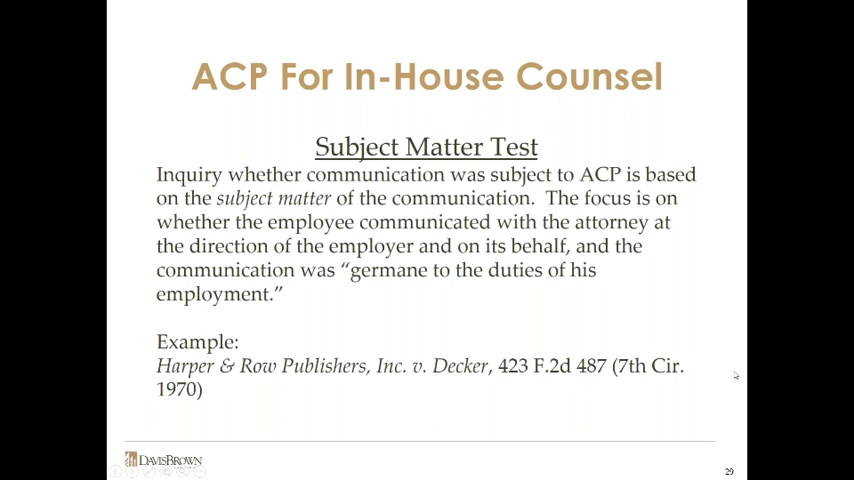 ACP For In-House Counsel
Subject Matter Test
Inquiry whether communication was subject to ACP is based
on the subject matter of the communication.  The focus is on
whether the employee communicated with the attorney at
the direction of the employer and on its behalf, and the
communication was “germane to the duties of his
employment.”
Example:
Harper & Row Publishers, Inc. v. Decker, 423 F.2d 487 (7th Cir.
1970)
DAVISBROWN
29